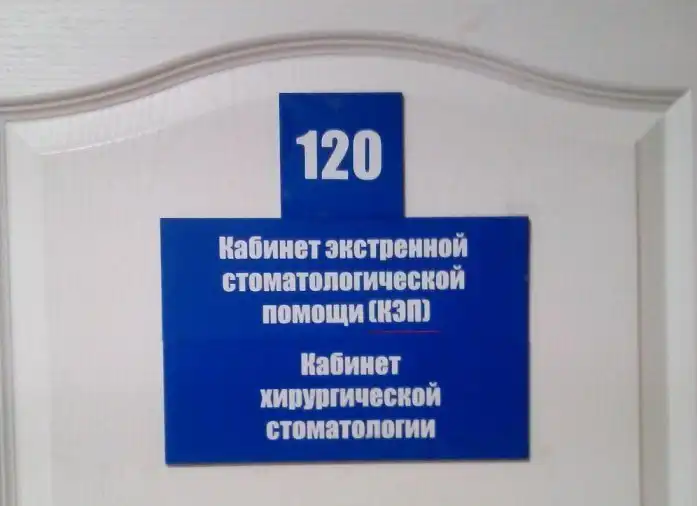 120
Кабинет экстренной
стоматологической
помощи (КЭП)
Кабинет
хирургической
стоматологии